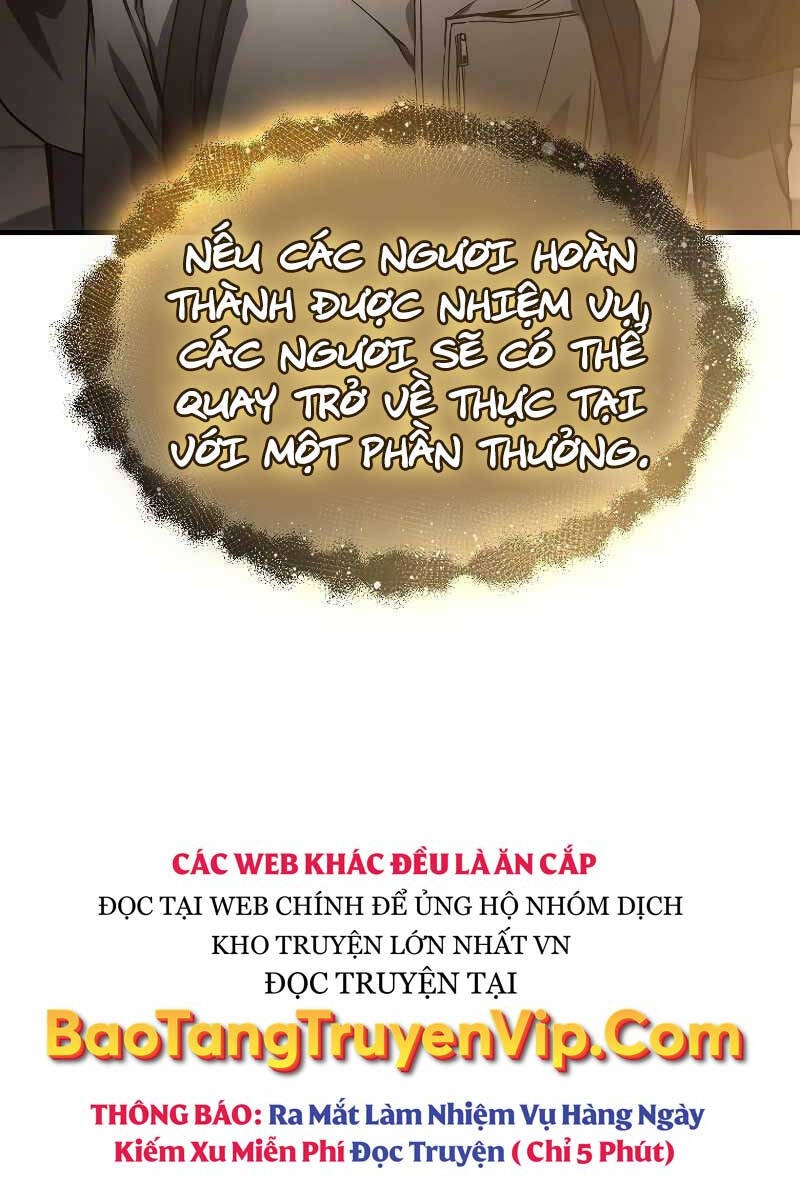 NẾU CÁC NGƯƠI HOÀN
THÀNH ĐƯỢC NHIỆM VỤ,
CÁC NGƯƠI SẼ CÓ THỂ
QUAY TRỞ VỀ THỰC TẠI
VỚI MỘT PHẦN THƯỞNG.
CÁC WEB KHÁC ĐỀU LÀ ĂN CẮP
ĐỌC TẠI WEB CHÍNH ĐỂ ỦNG HỘ NHÓM DỊCH
KHO TRUYỆN LỚN NHẤT VN
ĐỌC TRUYỆN TẠI
BaoTangTruyenVip.Com
THÔNG BÁO: Ra Mắt Làm Nhiệm Vụ Hàng Ngày
Kiếm Xu Miễn Phí Đọc Truyện ( Chỉ 5 Phút)